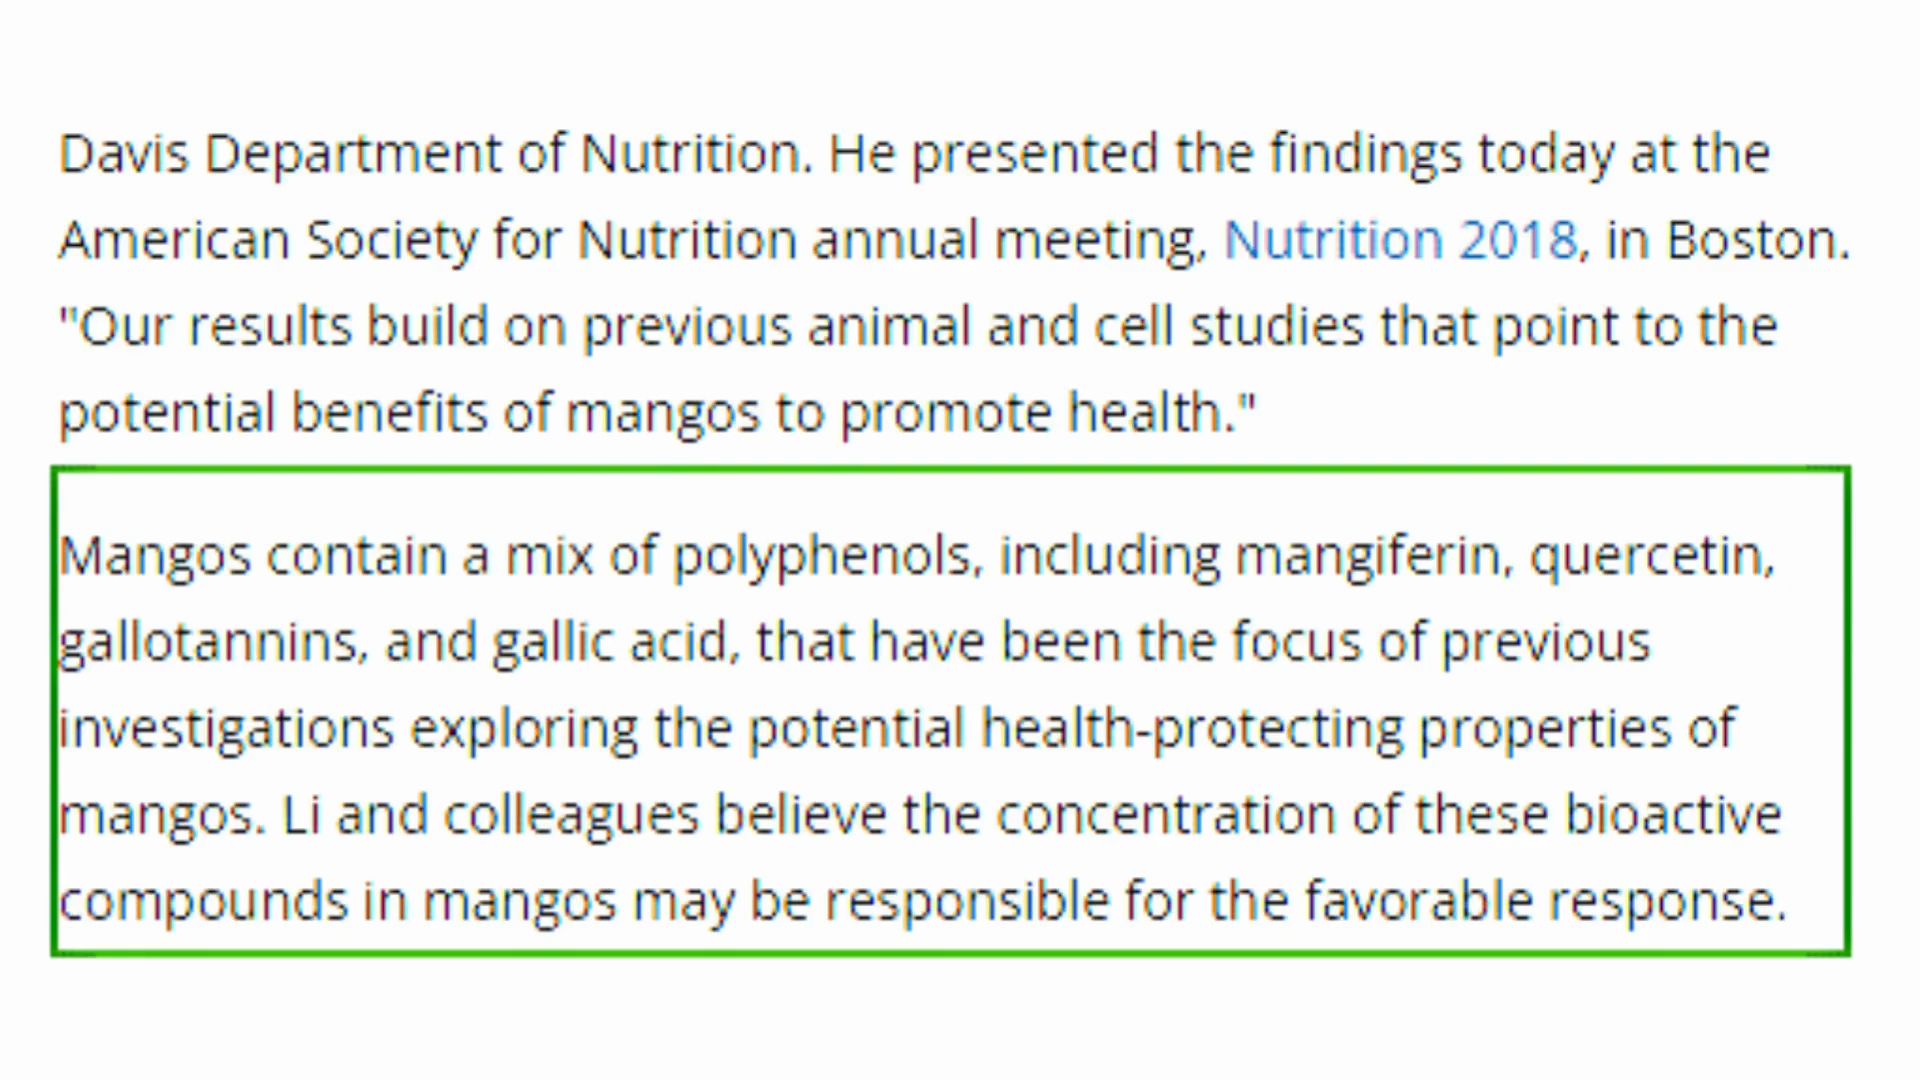 Davis Department of Nutrition. He presented the findings today at the
American Society for Nutrition annual meeting, Nutrition 2018, in Boston.
"Our results build on previous animal and cell studies that point to the
potential benefits of mangos to promote health."
Mangos contain a mix of polyphenols, including mangiferin, quercetin,
gallotannins, and gallic acid, that have been the focus of previous
investigations exploring the potential health-protecting properties of
mangos. Li and colleagues believe the concentration of these bioactive
compounds in mangos may be responsible for the favorable response.